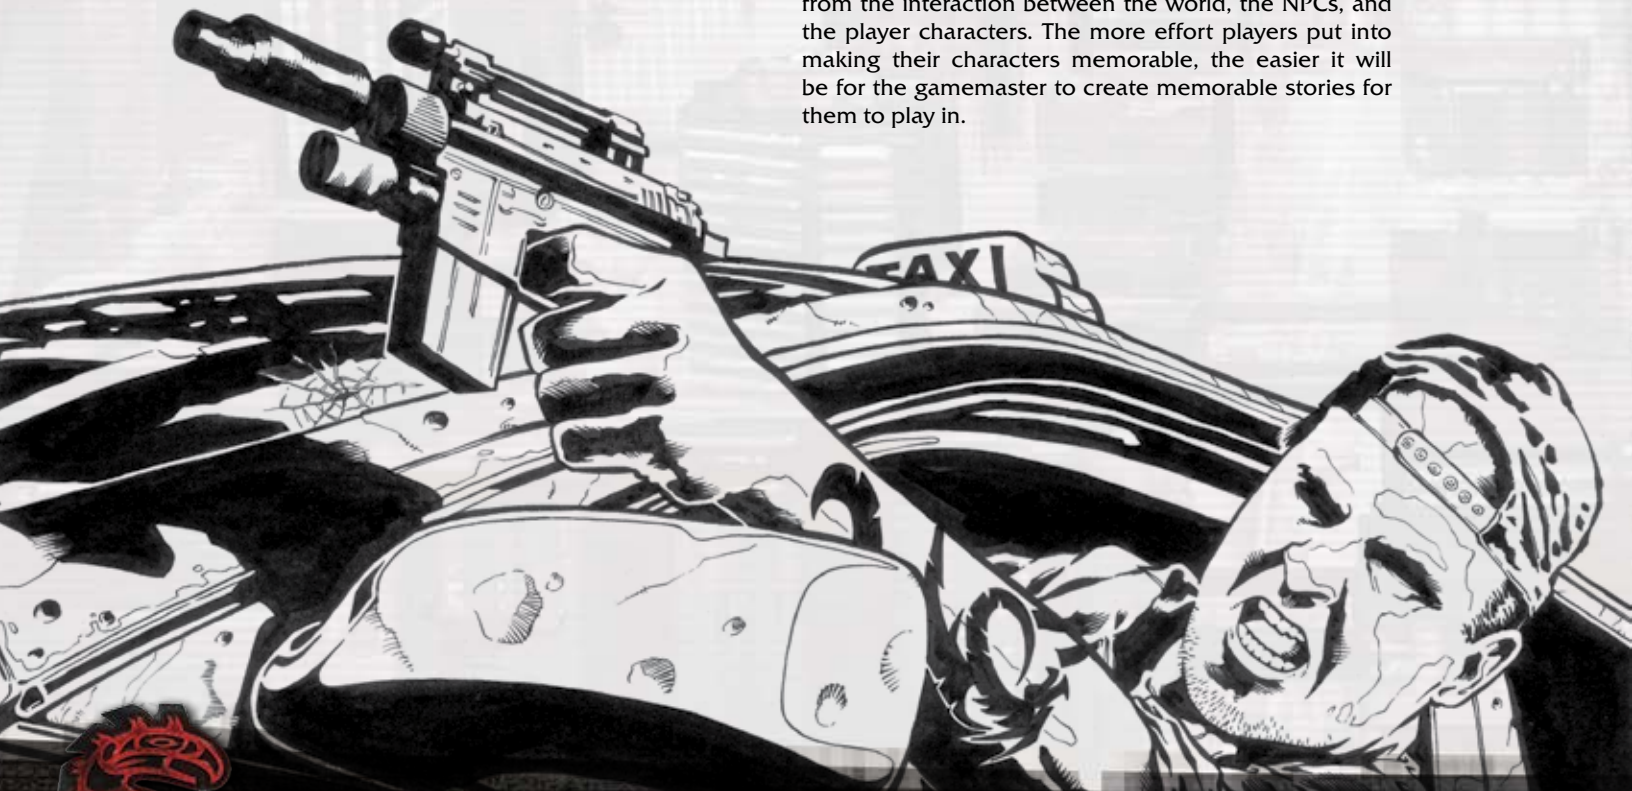 from the interaction between the world, the NPCs, and
the player characters. The more effort players put into
making their characters memorable, the easier it will
be for the gamemaster to create memorable stories for
them to play in.
TAXI